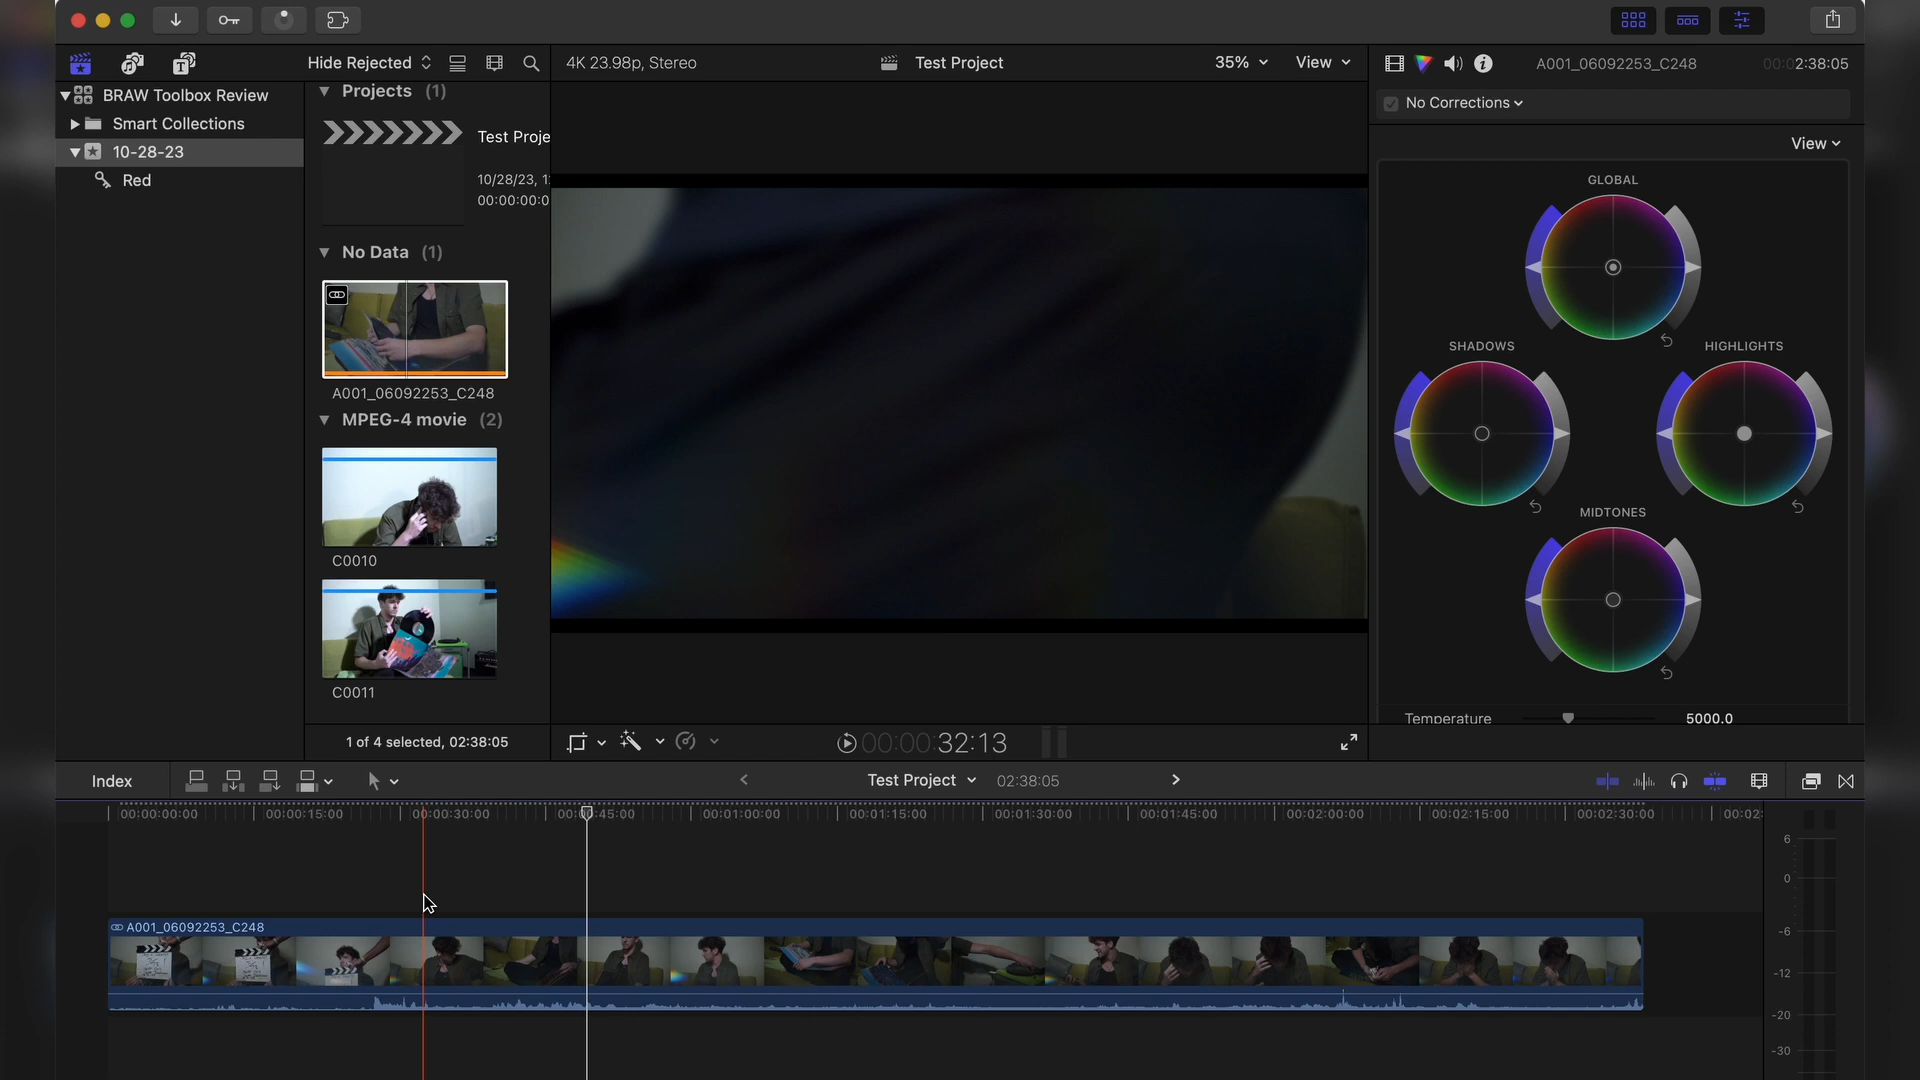 Hide Rejected
4K 23.98p, Stereo
Test Project
35%
View
A001_06092253_C248
00:02:38:05
BRAW Toolbox Review
Smart Collections
10-28-23
Red
Projects (1)
Test Proje
10/28/23, 1
00:00:00:0
No Data (1)
A001_06092253_C248
MPEG-4 movie (2)
C0010
C0011
1 of 4 selected, 02:38:05
00:00:32:13
No Corrections
View
GLOBAL
SHADOWS
HIGHLIGHTS
MIDTONES
Temperature
5000.0
Index
Test Project
02:38:05
00:00:00:00
00:00:15:00
00:00:30:00
00:00:45:00
00:01:00:00
00:01:15:00
00:01:30:00
00:01:45:00
00:02:00:00
00:02:15:00
00:02:30:00
00:02:
A001_06092253_C248
6
0
-6
-12
-20
-30